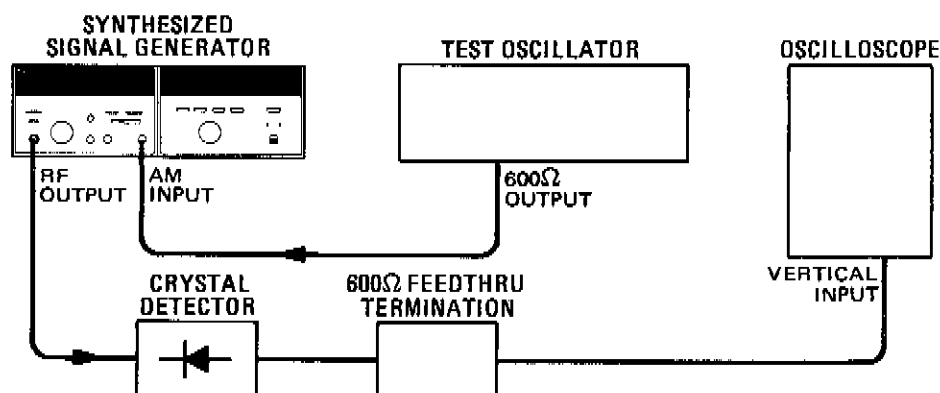 SYNTHESIZED
SIGNAL GENERATOR
TEST OSCILLATOR
OSCILLOSCOPE
RF
OUTPUT
AM
INPUT
600Ω
OUTPUT
VERTICAL
INPUT
CRYSTAL
DETECTOR
600Ω FEEDTHRU
TERMINATION